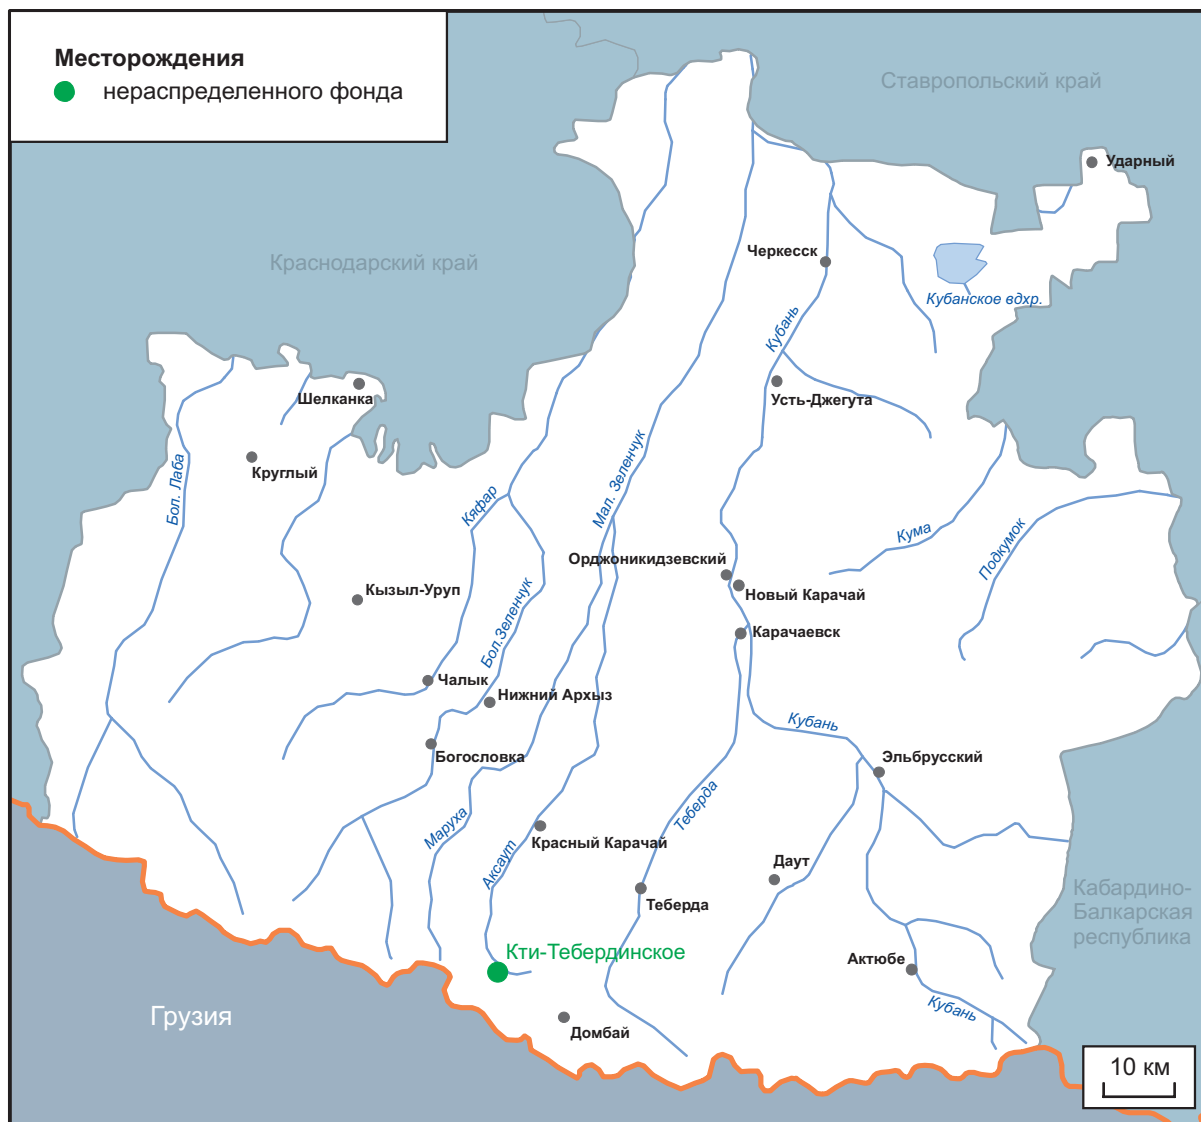 Месторождения
нераспределенного фонда
Ставропольский край
Ударный
Черкесск
Краснодарский край
Кубанское вдхр.
Кубань
Шелканка
Усть-Джегута
Круглый
Бол. Лаба
Кяфар
Мал. Зеленчук
Кума
Подкумок
Орджоникидзевский
Новый Карачай
Кызыл-Уруп
Бол.Зеленчук
Карачаевск
Чалык
Нижний Архыз
Кубань
Богословка
Эльбрусский
Маруха
Теберда
Красный Карачай
Аксаут
Даут
Теберда
Кабардино-
Балкарская
республика
Кти-Тебердинское
Актюбе
Кубань
Грузия
Домбай
10 км